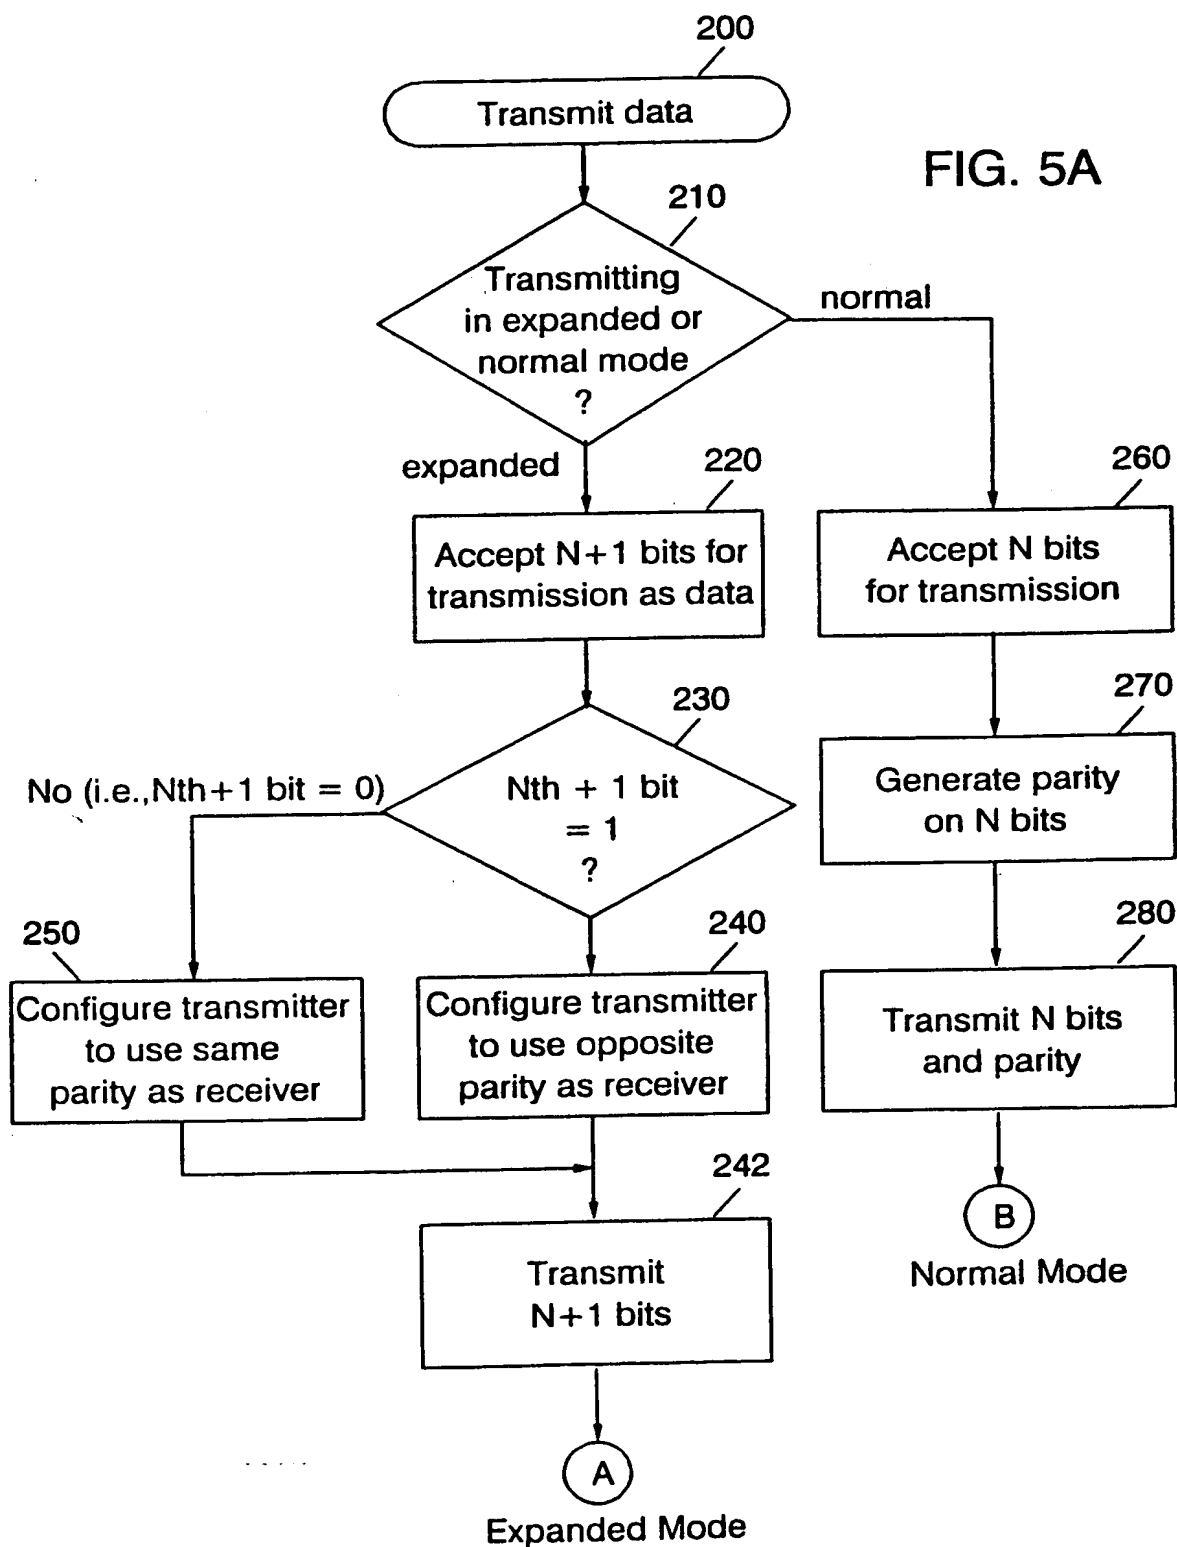 200
Transmit data
FIG. 5A
210
Transmitting
in expanded or
normal mode
?
normal
expanded
220
Accept N+1 bits for
transmission as data
260
Accept N bits
for transmission
230
Nth + 1 bit
= 1
?
No (i.e.,Nth+1 bit = 0)
270
Generate parity
on N bits
250
Configure transmitter
to use same
parity as receiver
240
Configure transmitter
to use opposite
parity as receiver
280
Transmit N bits
and parity
242
Transmit
N+1 bits
B
Normal Mode
A
Expanded Mode